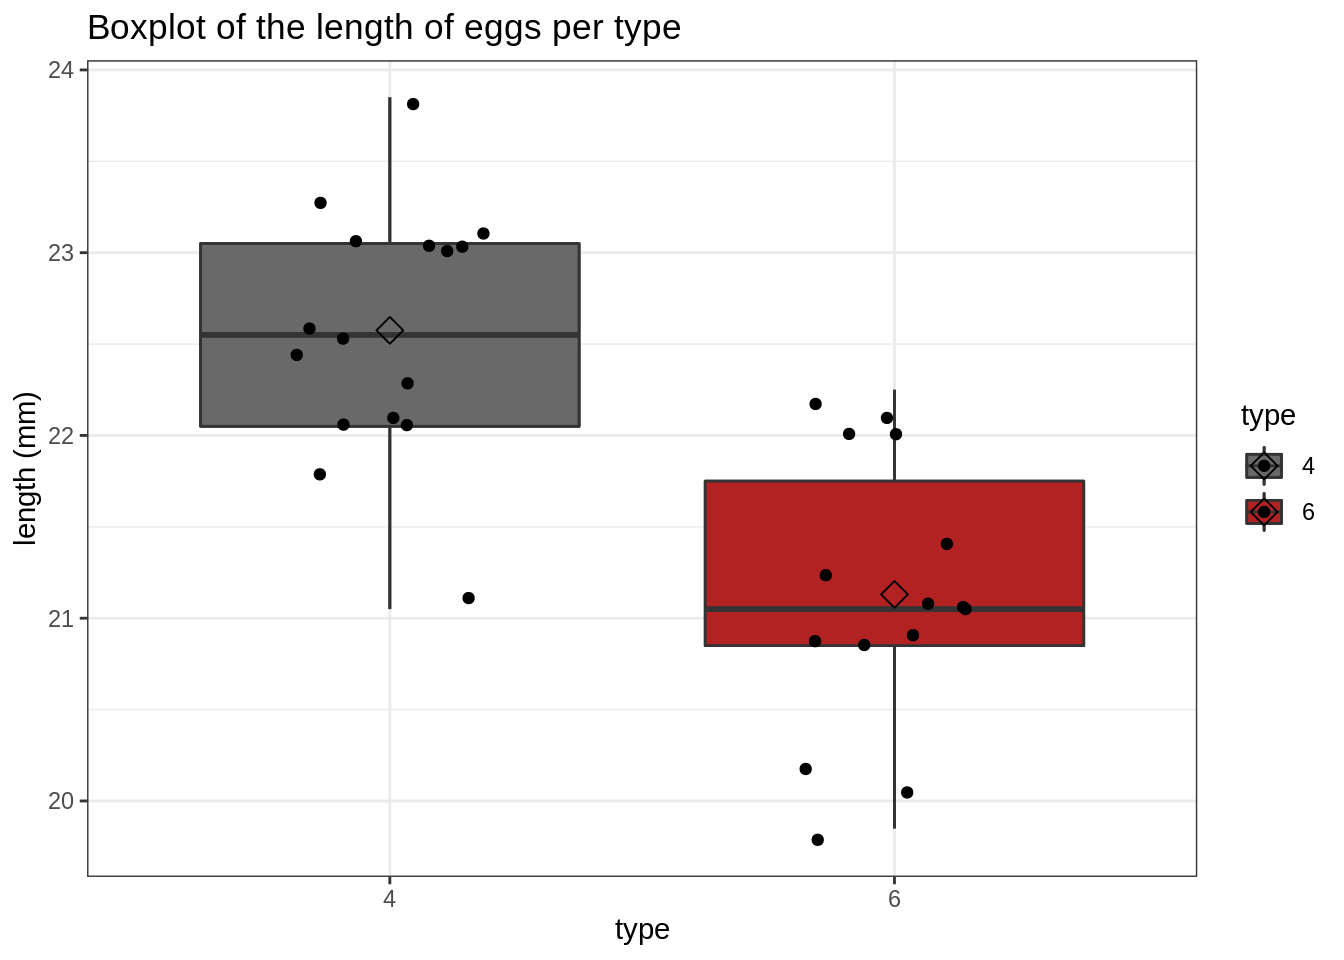 Boxplot of the length of eggs per type
24
23
22
21
20
length (mm)
4
6
type
type
4
6